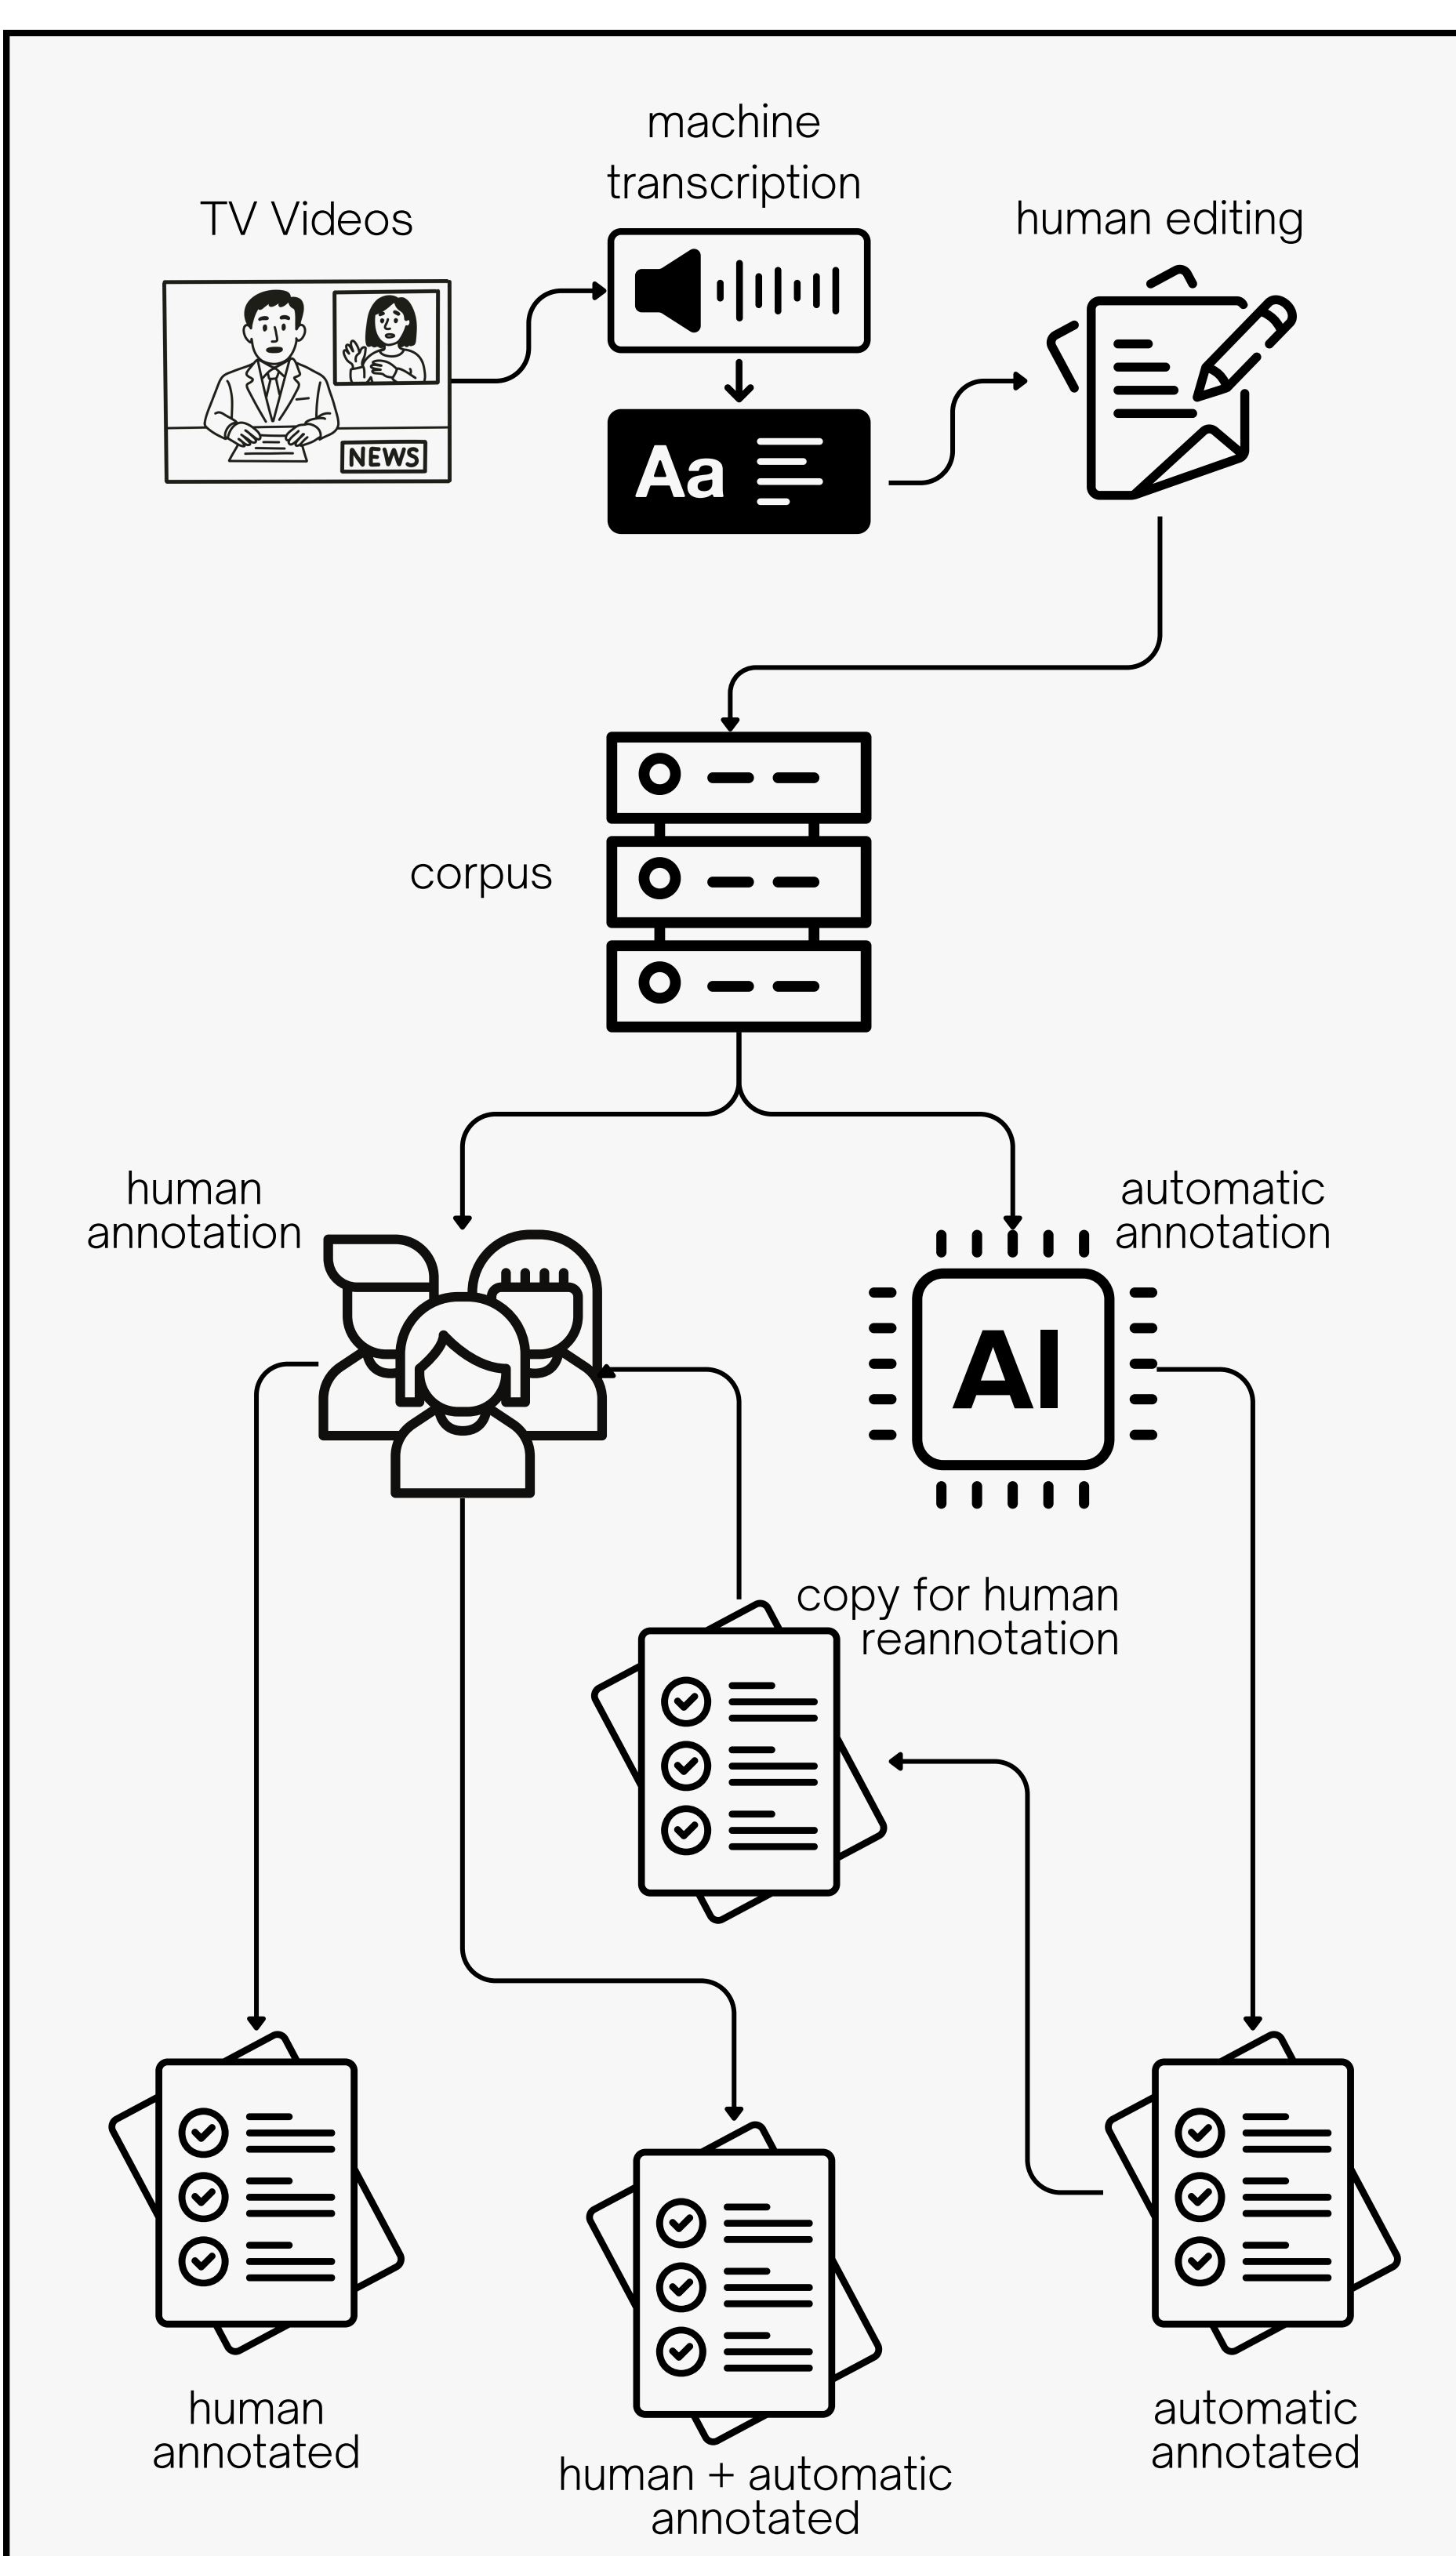 machine
transcription
TV Videos
human editing
NEWS
Aa
corpus
human
annotation
automatic
annotation
AI
copy for human
reannotation
human
annotated
human + automatic
annotated
automatic
annotated